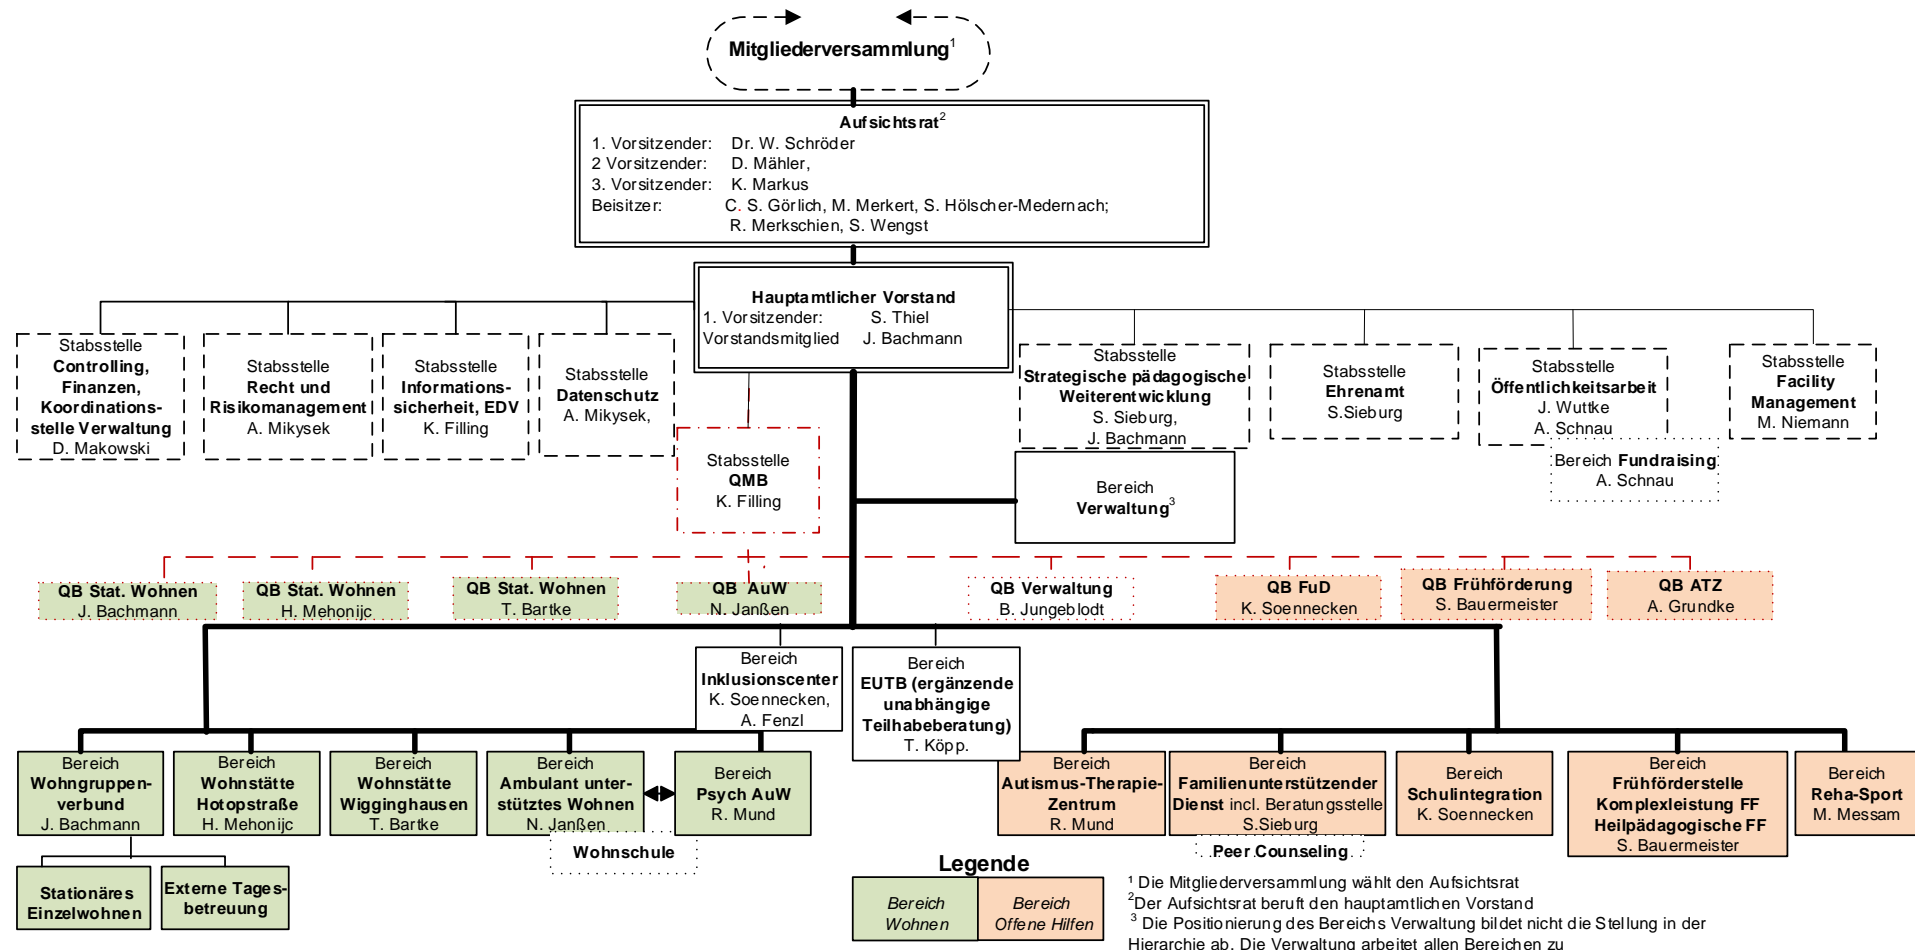 Mitgliederversammlung1
Aufsichtsrat2
1. Vorsitzender: Dr. W. Schröder
2 Vorsitzender: D. Mähler,
3. Vorsitzender: K. Markus
Beisitzer: C. S. Görlich, M. Merkert, S. Hölscher-Medernach;
R. Merkschien, S. Wengst
Hauptamtlicher Vorstand
1. Vorsitzender: S. Thiel
Vorstandsmitglied J. Bachmann
Stabsstelle
Controlling,
Finanzen,
Koordinations-
stelle Verwaltung
D. Makowski
Stabsstelle
Recht und
Risikomanagement
A. Mikysek
Stabsstelle
Informations-
sicherheit, EDV
K. Filling
Stabsstelle
Datenschutz
A. Mikysek,
Stabsstelle
QMB
K. Filling
Stabsstelle
Strategische pädagogische
Weiterentwicklung
S. Sieburg,
J. Bachmann
Stabsstelle
Ehrenamt
S.Sieburg
Stabsstelle
Öffentlichkeitsarbeit
J. Wuttke
A. Schnau
Bereich Fundraising
A. Schnau
Stabsstelle
Facility
Management
M. Niemann
Bereich
Verwaltung3
QB Stat. Wohnen
J. Bachmann
QB Stat. Wohnen
H. Mehonijc
QB Stat. Wohnen
T. Bartke
QB AuW
N. Janßen
QB Verwaltung
B. Jungeblodt
QB FuD
K. Soennecken
QB Frühförderung
S. Bauermeister
QB ATZ
A. Grundke
Bereich
Inklusionscenter
K. Soennecken,
A. Fenzl
Bereich
EUTB (ergänzende
unabhängige
Teilhabeberatung)
T. Köpp.
Bereich
Wohngruppen-
verbund
J. Bachmann
Bereich
Wohnstätte
Hotopstraße
H. Mehonijc
Bereich
Wohnstätte
Wigginghausen
T. Bartke
Bereich
Ambulant unter-
stütztes Wohnen
N. Janßen
Bereich
Psych AuW
R. Mund
Wohnschule
Bereich
Autismus-Therapie-
Zentrum
R. Mund
Bereich
Familienunterstützender
Dienst incl. Beratungsstelle
S.Sieburg
Peer Counseling
Bereich
Schulintegration
K. Soennecken
Bereich
Frühförderstelle
Komplexleistung FF
Heilpädagogische FF
S. Bauermeister
Bereich
Reha-Sport
M. Messam
Stationäres
Einzelwohnen
Externe Tages-
betreuung
Legende
Bereich
Wohnen
Bereich
Offene Hilfen
1 Die Mitgliederversammlung wählt den Aufsichtsrat
2Der Aufsichtsrat beruft den hauptamtlichen Vorstand
3 Die Positionierung des Bereichs Verwaltung bildet nicht die Stellung in der
Hierarchie ab. Die Verwaltung arbeitet allen Bereichen zu